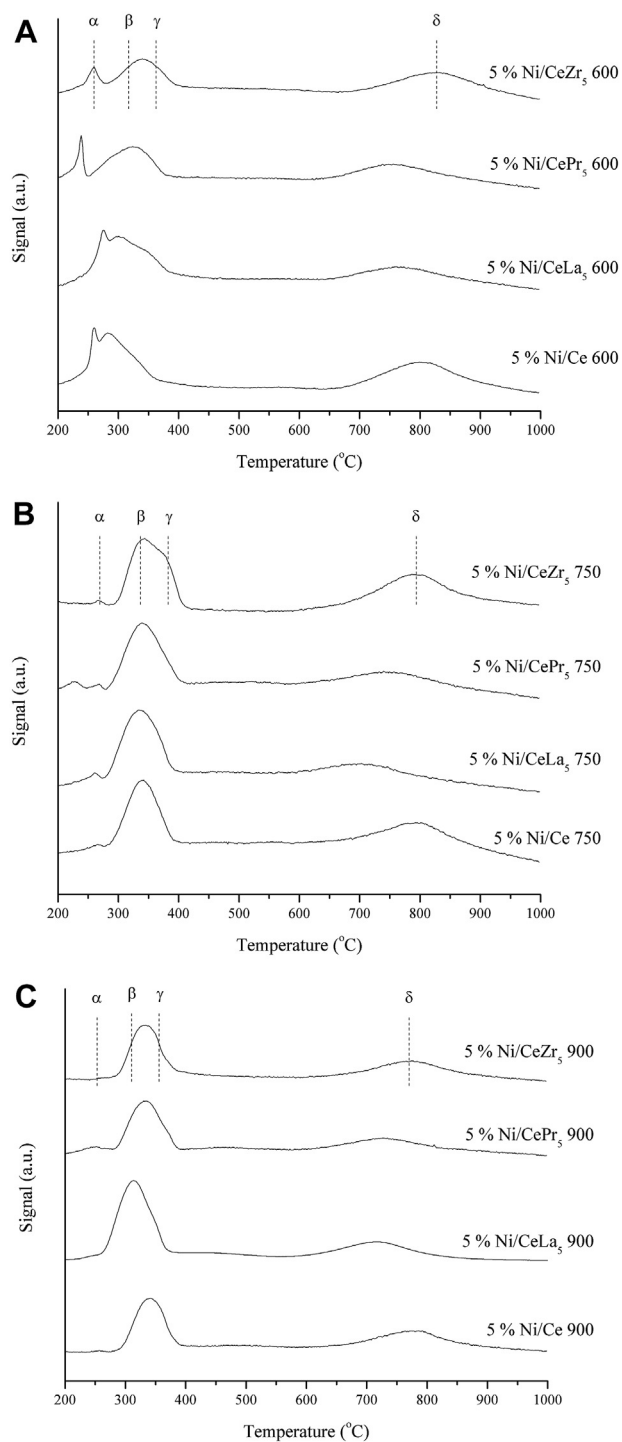 A
α β γ δ
5 % Ni/CeZr₅ 600
5 % Ni/CePr₅ 600
5 % Ni/CeLa₅ 600
5 % Ni/Ce 600
Signal (a.u.)
200 300 400 500 600 700 800 900 1000
Temperature (°C)
B
α β γ δ
5 % Ni/CeZr₅ 750
5 % Ni/CePr₅ 750
5 % Ni/CeLa₅ 750
5 % Ni/Ce 750
Signal (a.u.)
200 300 400 500 600 700 800 900 1000
Temperature (°C)
C
α β γ δ
5 % Ni/CeZr₅ 900
5 % Ni/CePr₅ 900
5 % Ni/CeLa₅ 900
5 % Ni/Ce 900
Signal (a.u.)
200 300 400 500 600 700 800 900 1000
Temperature (°C)